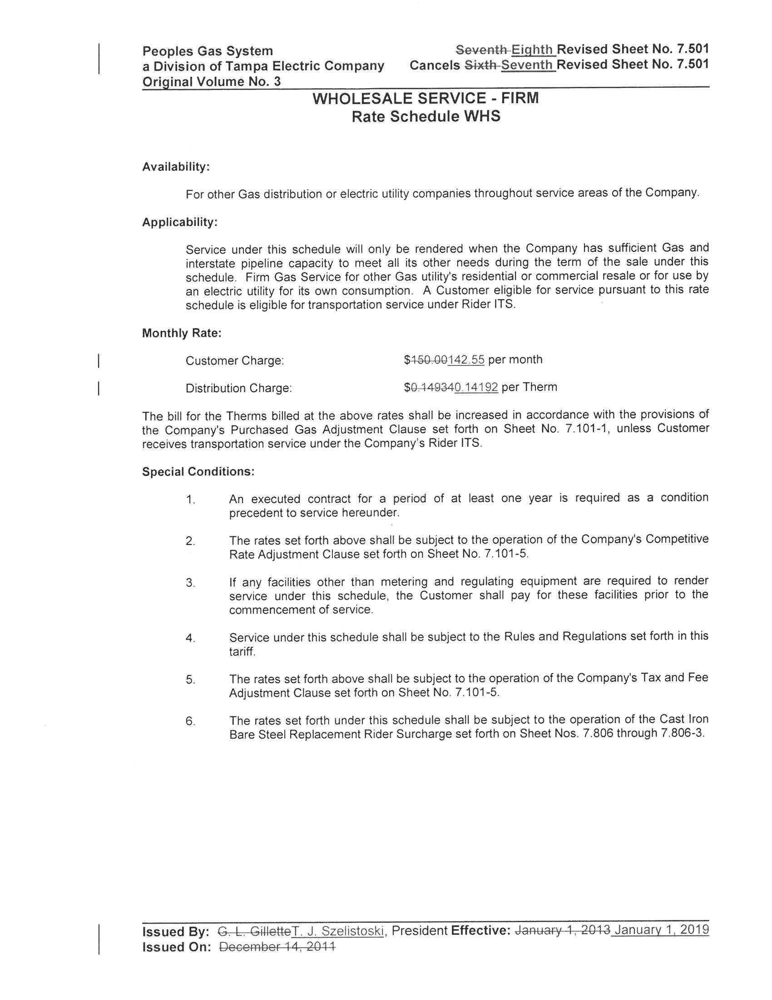 Peoples Gas System
a Division of Tampa Electric Company
Original Volume No. 3
Seventh Eighth Revised Sheet No. 7.501
Cancels Sixth Seventh Revised Sheet No. 7.501
WHOLESALE SERVICE - FIRM
Rate Schedule WHS
Availability:
For other Gas distribution or electric utility companies throughout service areas of the Company.
Applicability:
Service under this schedule will only be rendered when the Company has sufficient Gas and
interstate pipeline capacity to meet all its other needs during the term of the sale under this
schedule. Firm Gas Service for other Gas utility's residential or commercial resale or for use by
an electric utility for its own consumption. A Customer eligible for service pursuant to this rate
schedule is eligible for transportation service under Rider ITS.
Monthly Rate:
Customer Charge: $150.00142.55 per month
Distribution Charge: $0.149340.14192 per Therm
The bill for the Therms billed at the above rates shall be increased in accordance with the provisions of
the Company's Purchased Gas Adjustment Clause set forth on Sheet No. 7.101-1, unless Customer
receives transportation service under the Company's Rider ITS.
Special Conditions:
1. An executed contract for a period of at least one year is required as a condition
precedent to service hereunder.
2. The rates set forth above shall be subject to the operation of the Company's Competitive
Rate Adjustment Clause set forth on Sheet No. 7.101-5.
3. If any facilities other than metering and regulating equipment are required to render
service under this schedule, the Customer shall pay for these facilities prior to the
commencement of service.
4. Service under this schedule shall be subject to the Rules and Regulations set forth in this
tariff.
5. The rates set forth above shall be subject to the operation of the Company's Tax and Fee
Adjustment Clause set forth on Sheet No. 7.101-5.
6. The rates set forth under this schedule shall be subject to the operation of the Cast Iron
Bare Steel Replacement Rider Surcharge set forth on Sheet Nos. 7.806 through 7.806-3.
Issued By: G. L. GilletteT. J. Szelistoski, President Effective: January 1, 2013 January 1, 2019
Issued On: December 14, 2011